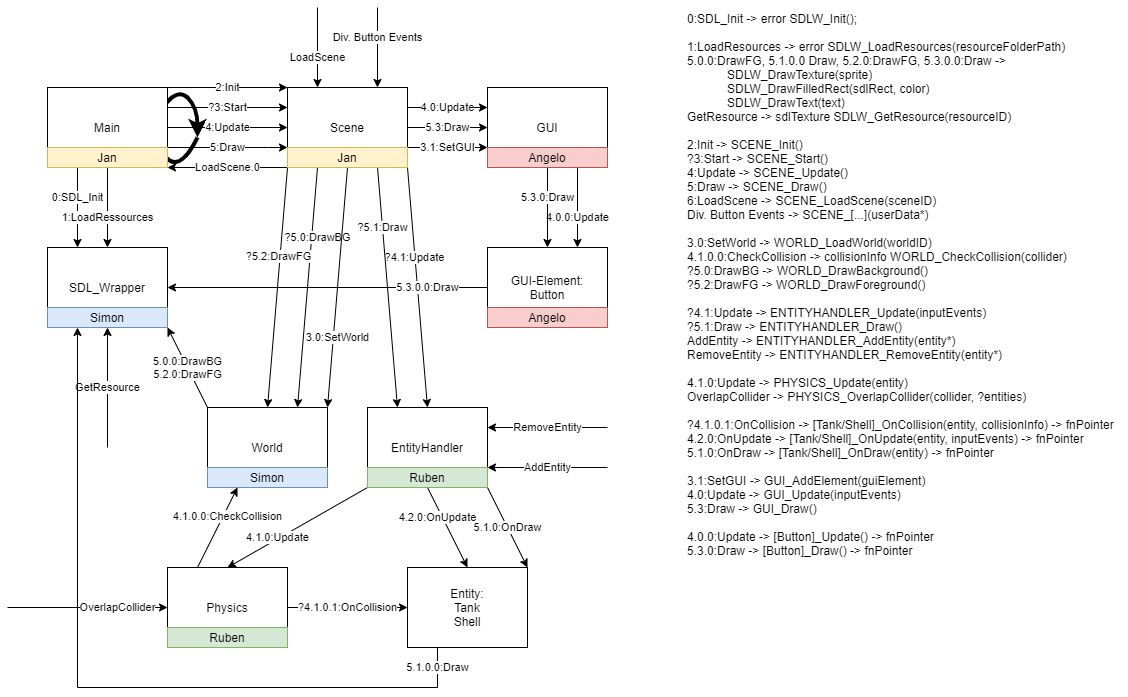 Div. Button Events
LoadScene
2:Init
?3:Start
4:Update
5:Draw
LoadScene.0
Main
Jan
Scene
Jan
4.0:Update
5.3:Draw
3.1:SetGUI
GUI
Angelo
0:SDL_Init
1:LoadRessources
5.3.0:Draw
4.0.0:Update
?5.1:Draw
?5.0:DrawBG
?5.2:DrawFG
?4.1:Update
SDL_Wrapper
Simon
GUI-Element:
Button
Angelo
5.3.0.0:Draw
3.0:SetWorld
5.0.0:DrawBG
5.2.0:DrawFG
GetResource
World
Simon
EntityHandler
Ruben
RemoveEntity
AddEntity
4.1.0.0:CheckCollision
4.1.0:Update
4.2.0:OnUpdate
5.1.0:OnDraw
OverlapCollider
Physics
Ruben
?4.1.0.1:OnCollision
Entity:
Tank
Shell
5.1.0.0:Draw
0:SDL_Init -> error SDLW_Init();
1:LoadResources -> error SDLW_LoadResources(resourceFolderPath)
5.0.0:DrawFG, 5.1.0.0 Draw, 5.2.0:DrawFG, 5.3.0.0:Draw ->
SDLW_DrawTexture(sprite)
SDLW_DrawFilledRect(sdlRect, color)
SDLW_DrawText(text)
GetResource -> sdlTexture SDLW_GetResource(resourceID)
2:Init -> SCENE_Init()
?3:Start -> SCENE_Start()
4:Update -> SCENE_Update()
5:Draw -> SCENE_Draw()
6:LoadScene -> SCENE_LoadScene(sceneID)
Div. Button Events -> SCENE_[...](userData*)
3.0:SetWorld -> WORLD_LoadWorld(worldID)
4.1.0.0:CheckCollision -> collisionInfo WORLD_CheckCollision(collider)
?5.0:DrawBG -> WORLD_DrawBackground()
?5.2:DrawFG -> WORLD_DrawForeground()
?4.1:Update -> ENTITYHANDLER_Update(inputEvents)
?5.1:Draw -> ENTITYHANDLER_Draw()
AddEntity -> ENTITYHANDLER_AddEntity(entity*)
RemoveEntity -> ENTITYHANDLER_RemoveEntity(entity*)
4.1.0:Update -> PHYSICS_Update(entity)
OverlapCollider -> PHYSICS_OverlapCollider(collider, ?entities)
?4.1.0.1:OnCollision -> [Tank/Shell]_OnCollision(entity, collisionInfo) -> fnPointer
4.2.0:OnUpdate -> [Tank/Shell]_OnUpdate(entity, inputEvents) -> fnPointer
5.1.0:OnDraw -> [Tank/Shell]_OnDraw(entity) -> fnPointer
3.1:SetGUI -> GUI_AddElement(guiElement)
4.0:Update -> GUI_Update(inputEvents)
5.3:Draw -> GUI_Draw()
4.0.0:Update -> [Button]_Update() -> fnPointer
5.3.0:Draw -> [Button]_Draw() -> fnPointer